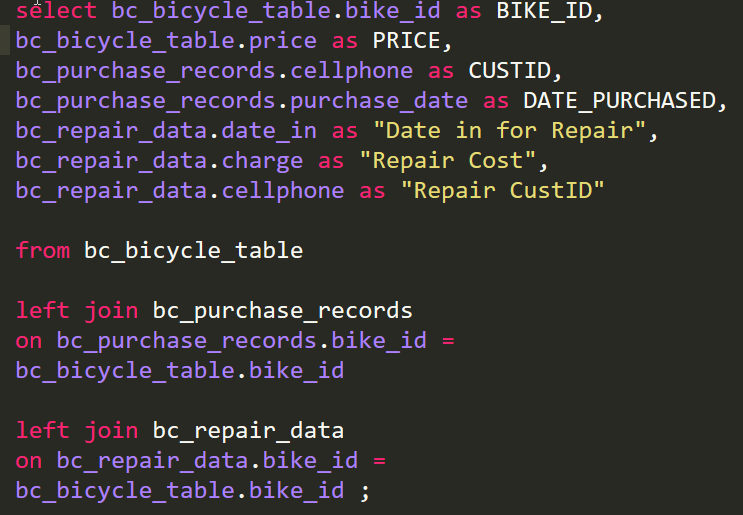 select bc_bicycle_table.bike_id as BIKE_ID,
bc_bicycle_table.price as PRICE,
bc_purchase_records.cellphone as CUSTID,
bc_purchase_records.purchase_date as DATE_PURCHASED,
bc_repair_data.date_in as "Date in for Repair",
bc_repair_data.charge as "Repair Cost",
bc_repair_data.cellphone as "Repair CustID"
from bc_bicycle_table
left join bc_purchase_records
on bc_purchase_records.bike_id =
bc_bicycle_table.bike_id
left join bc_repair_data
on bc_repair_data.bike_id =
bc_bicycle_table.bike_id ;